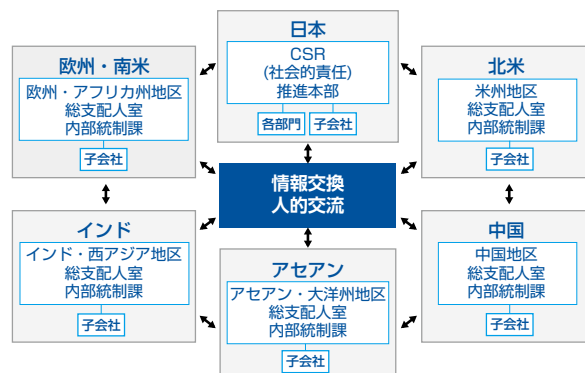 日本
CSR
(社会的責任)
推進本部
各部門
子会社
欧州・南米
欧州・アフリカ州地区
総支配人室
内部統制課
子会社
北米
米州地区
総支配人室
内部統制課
子会社
情報交換
人的交流
インド
インド・西アジア地区
総支配人室
内部統制課
子会社
アセアン
アセアン・大洋州地区
総支配人室
内部統制課
子会社
中国
中国地区
総支配人室
内部統制課
子会社